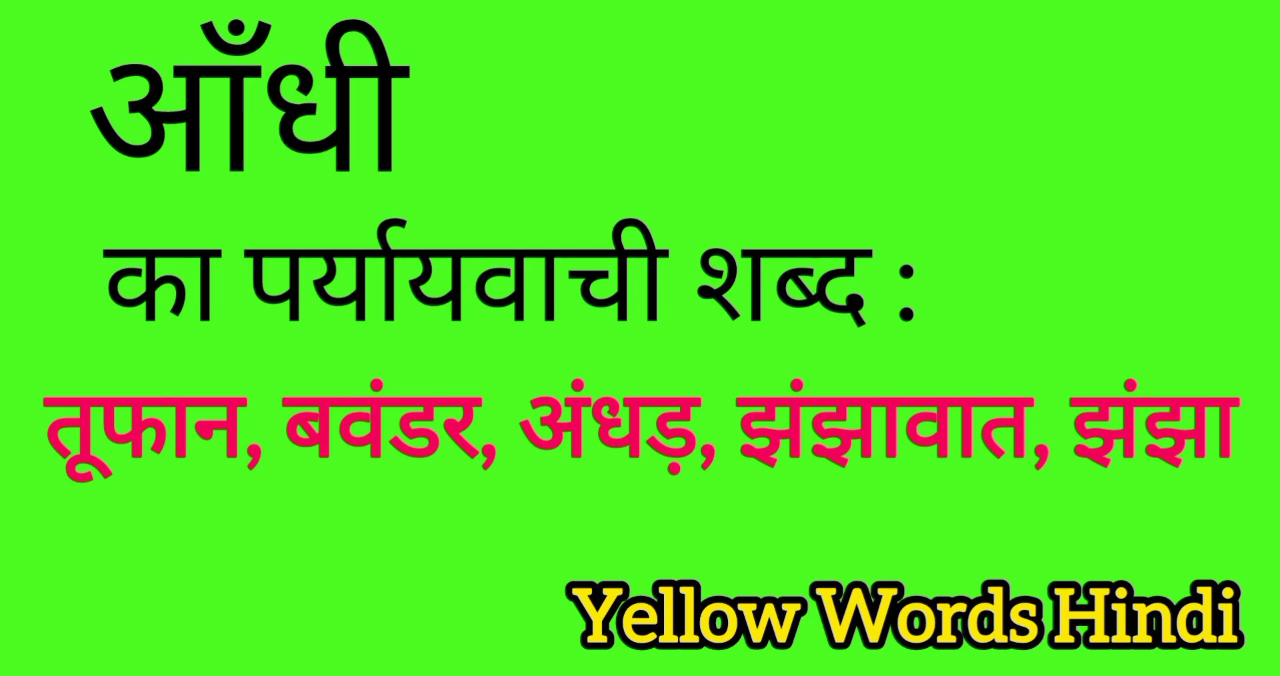 आँधी
का पर्यायवाची शब्द :
तूफान, बवंडर, अंधड़, झंझावात, झंझा
Yellow Words Hindi